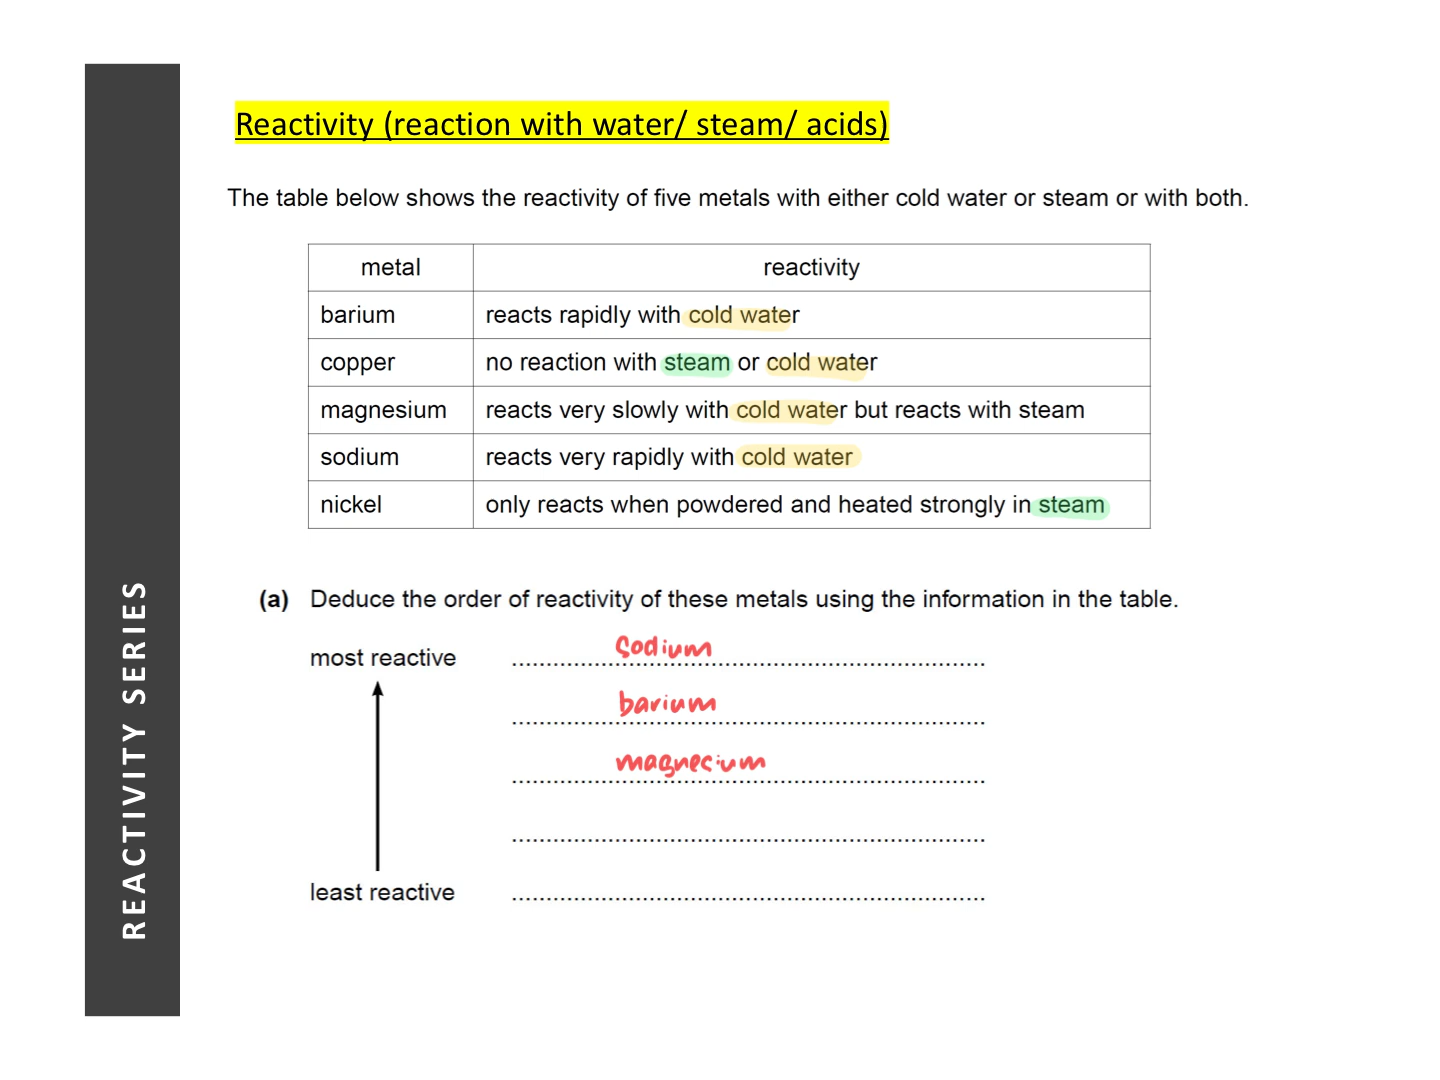 REACTIVITY SERIES
Reactivity (reaction with water/ steam/ acids)
The table below shows the reactivity of five metals with either cold water or steam or with both.
metal reactivity
barium reacts rapidly with cold water
copper no reaction with steam or cold water
magnesium reacts very slowly with cold water but reacts with steam
sodium reacts very rapidly with cold water
nickel only reacts when powdered and heated strongly in steam
(a) Deduce the order of reactivity of these metals using the information in the table.
most reactive sodium
barium
magnecium
least reactive